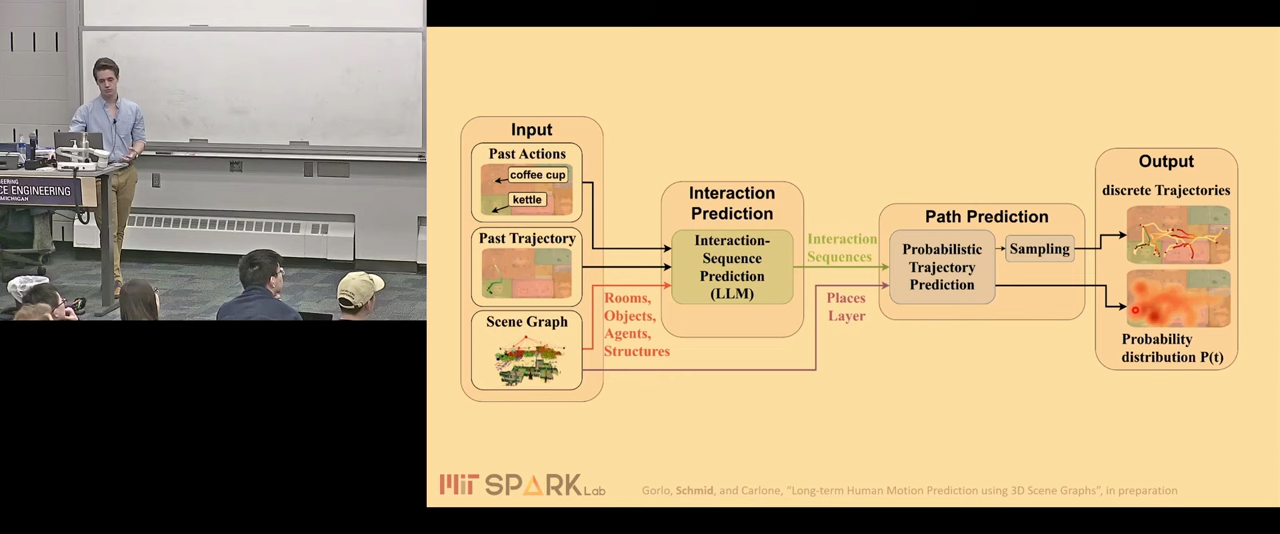 NEERING
CE ENGINEERING
MICHIGAN
Input
Past Actions
coffee cup
kettle
Past Trajectory
Scene Graph
Rooms,
Objects,
Agents,
Structures
Interaction
Prediction
Interaction-
Sequence
Prediction
(LLM)
Interaction
Sequences
Places
Layer
Path Prediction
Probabilistic
Trajectory
Prediction
Sampling
Output
discrete Trajectories
Probability
distribution P(t)
MiT SPARK Lab
Gorlo, Schmid, and Carlone, "Long-term Human Motion Prediction using 3D Scene Graphs", in preparation